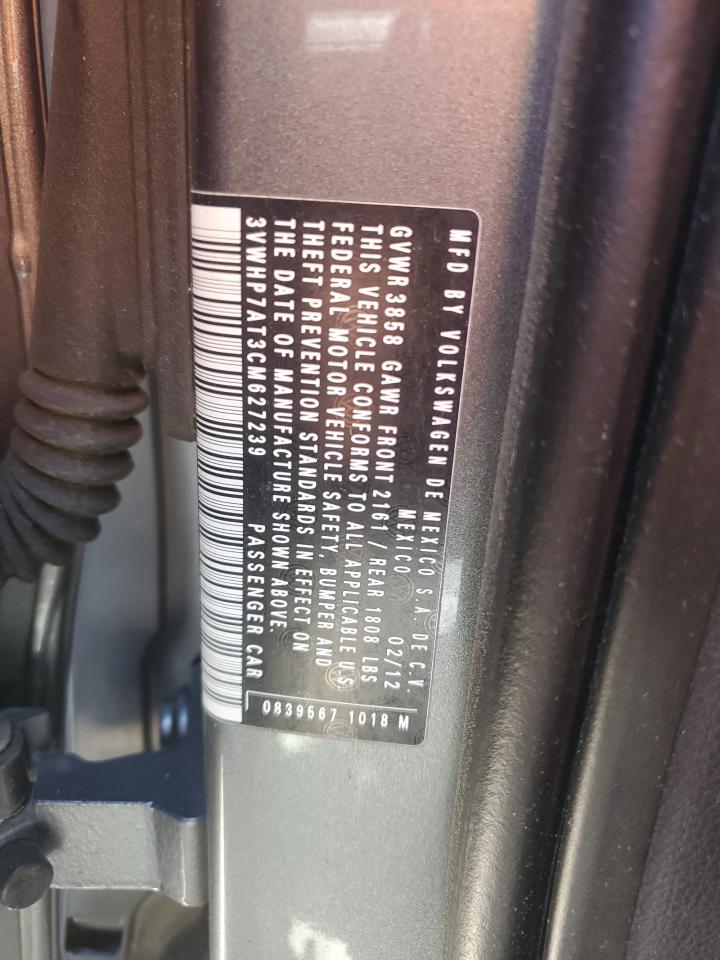 MFD BY VOLKSWAGEN DE MEXICO S.A. DE C.V.
MEXICO 02/12
GVWR 3858 GAWR FRONT 2161 / REAR 1808 LBS
THIS VEHICLE CONFORMS TO ALL APPLICABLE U.S.
FEDERAL MOTOR VEHICLE SAFETY, BUMPER AND
THEFT PREVENTION STANDARDS IN EFFECT ON
THE DATE OF MANUFACTURE SHOWN ABOVE.
3VWHP7AT3CM627239 PASSENGER CAR
0839567 1018 M